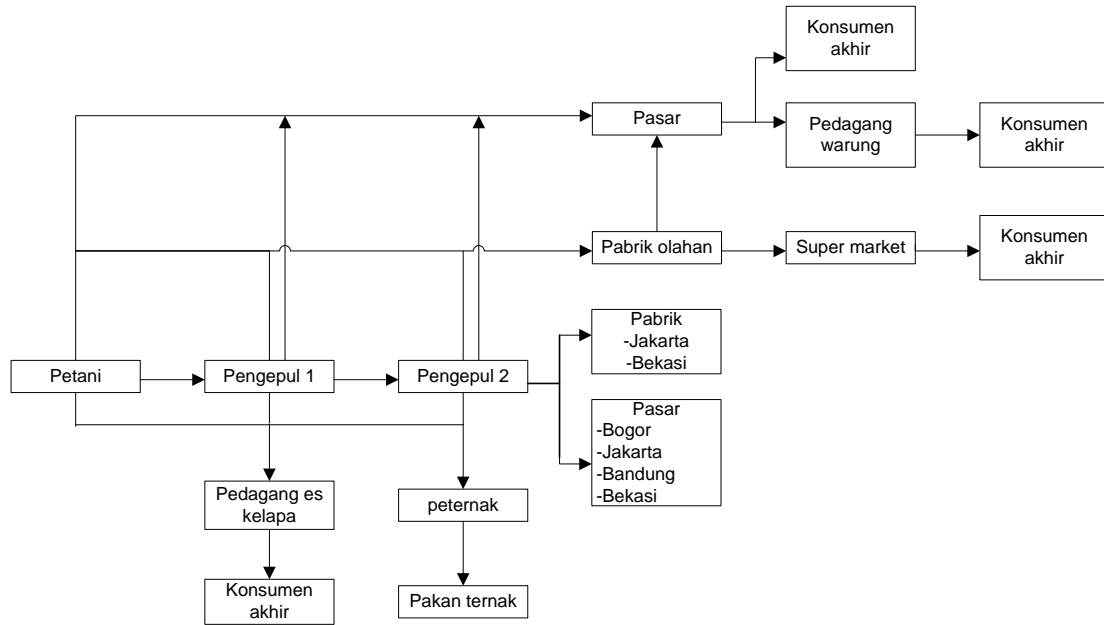 Konsumen
akhir
Pasar
Pedagang
warung
Konsumen
akhir
Pabrik olahan
Super market
Konsumen
akhir
Pabrik
-Jakarta
-Bekasi
Petani
Pengepul 1
Pengepul 2
Pasar
-Bogor
-Jakarta
-Bandung
-Bekasi
Pedagang es
kelapa
peternak
Konsumen
akhir
Pakan ternak